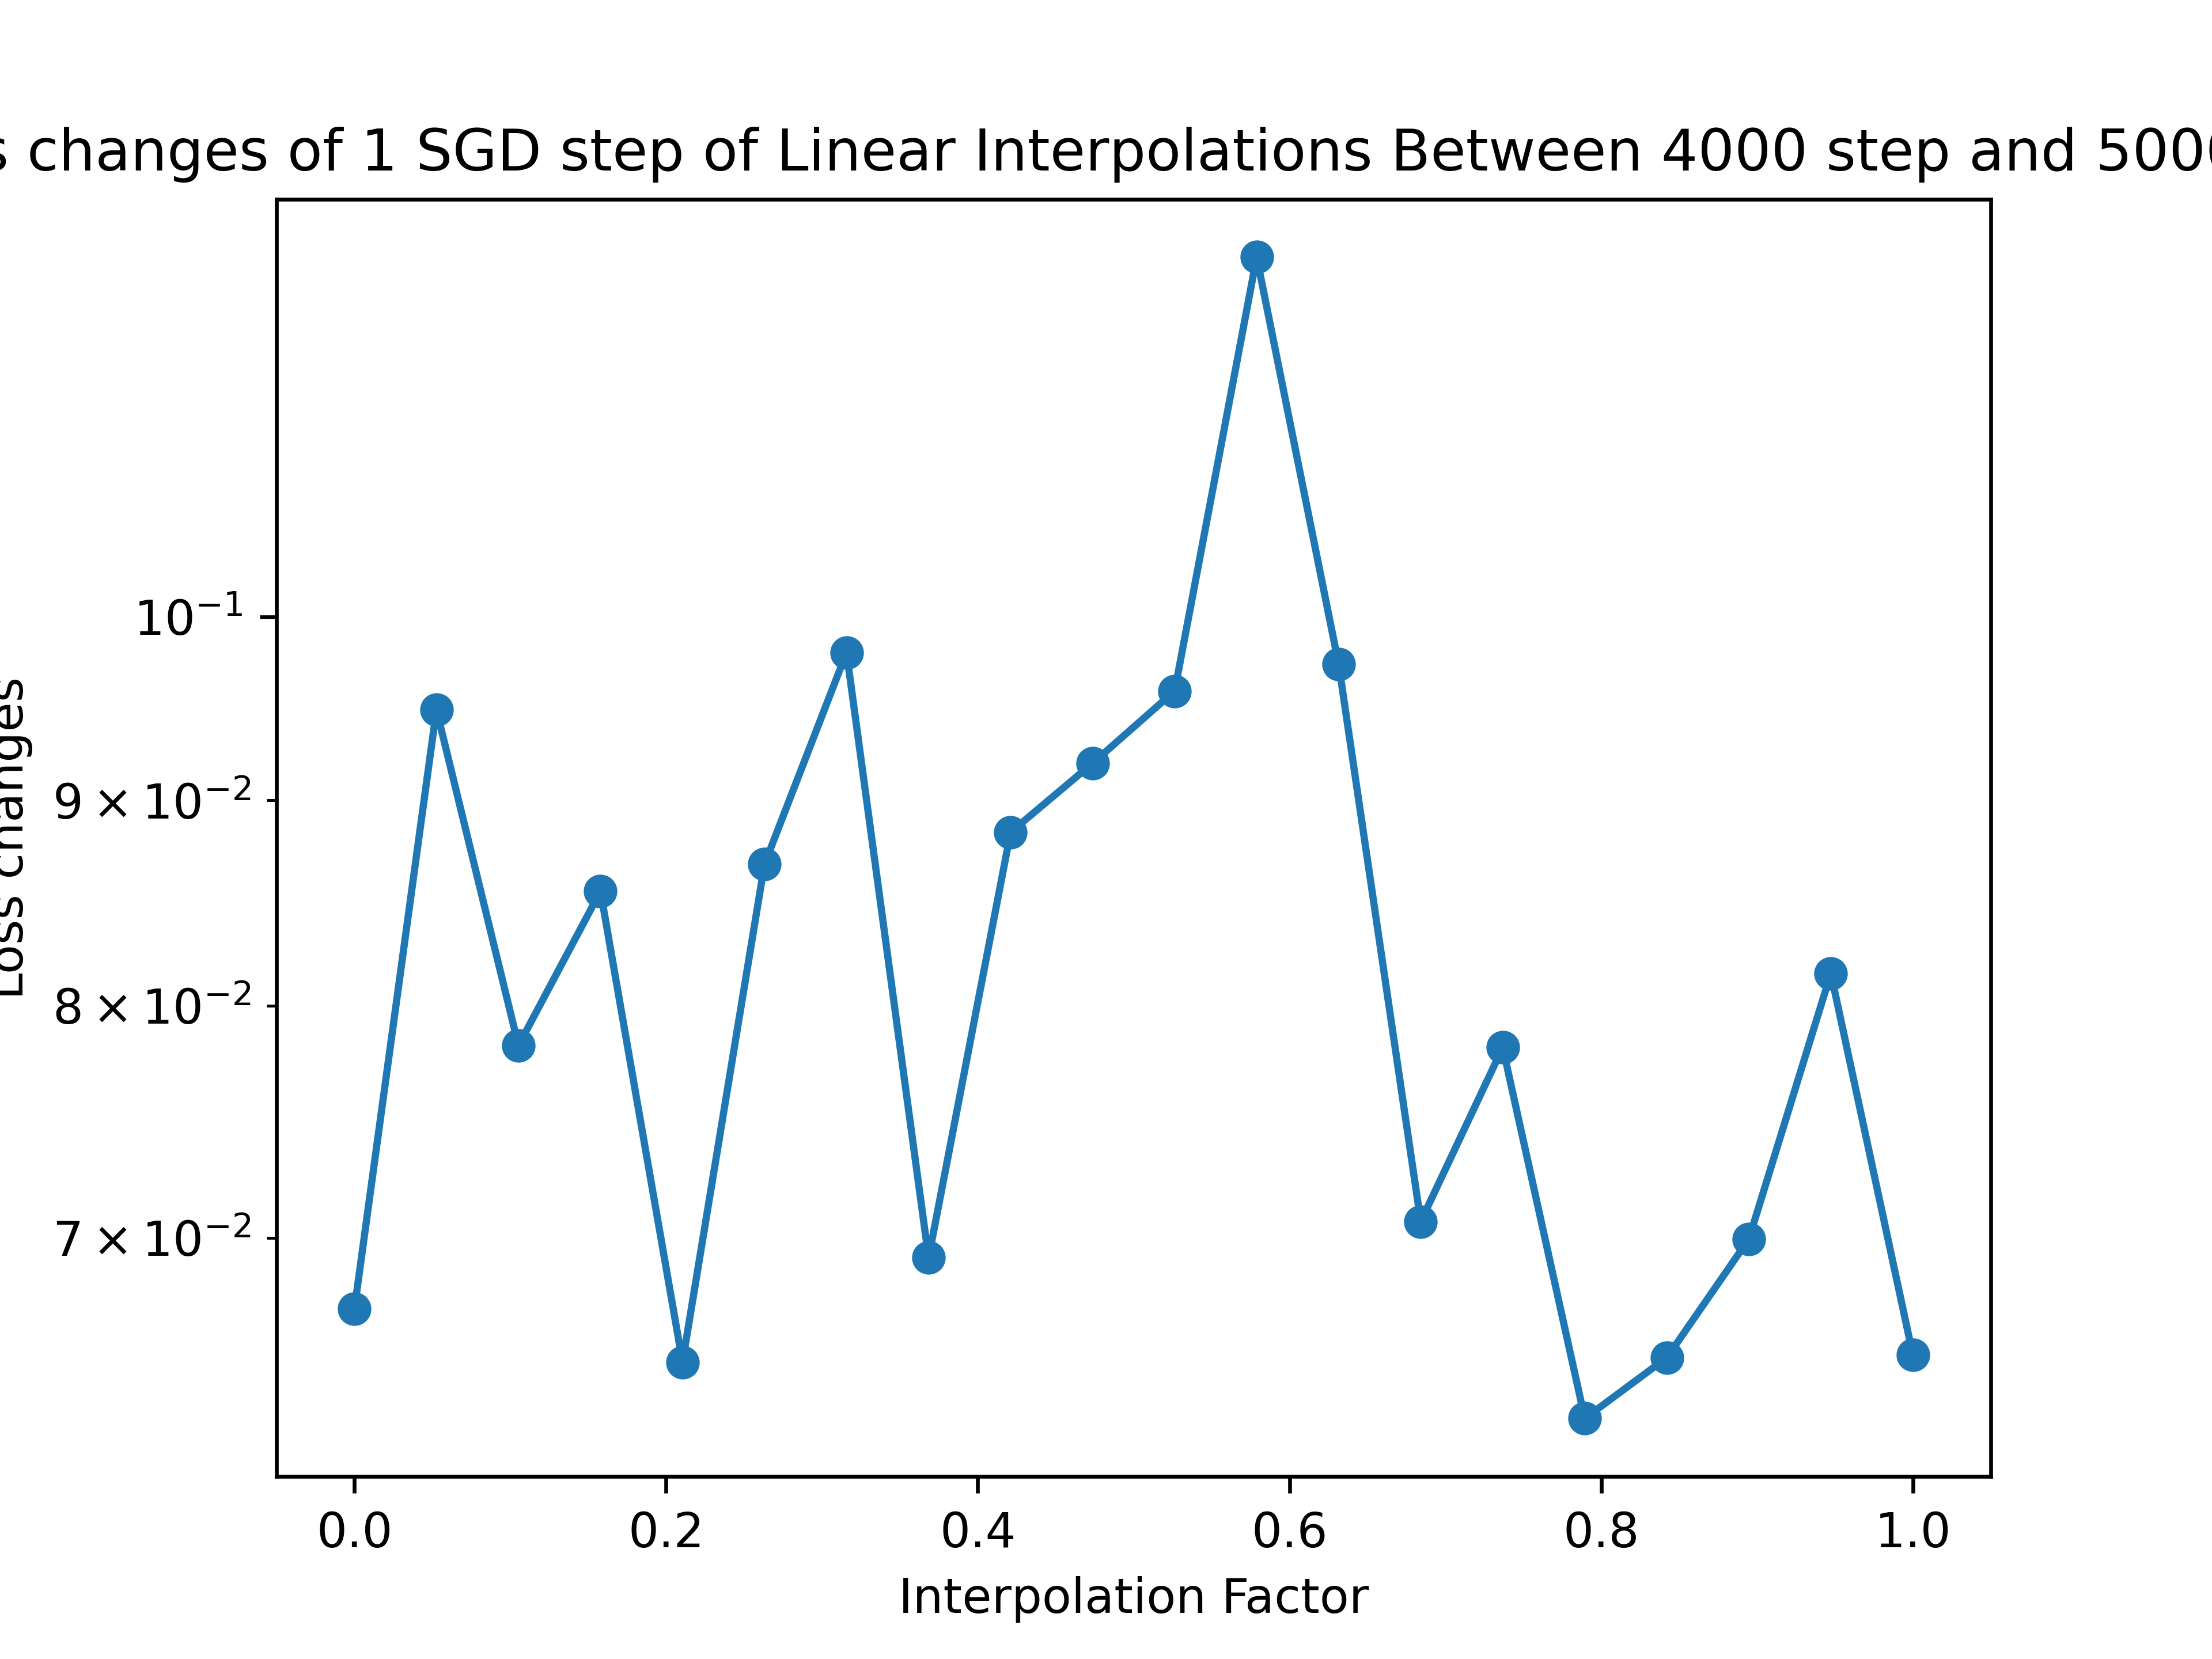 changes of 1 SGD step of Linear Interpolations Between 4000 step and 500
Loss changes
10⁻¹
9 × 10⁻²
8 × 10⁻²
7 × 10⁻²
0.0 0.2 0.4 0.6 0.8 1.0
Interpolation Factor